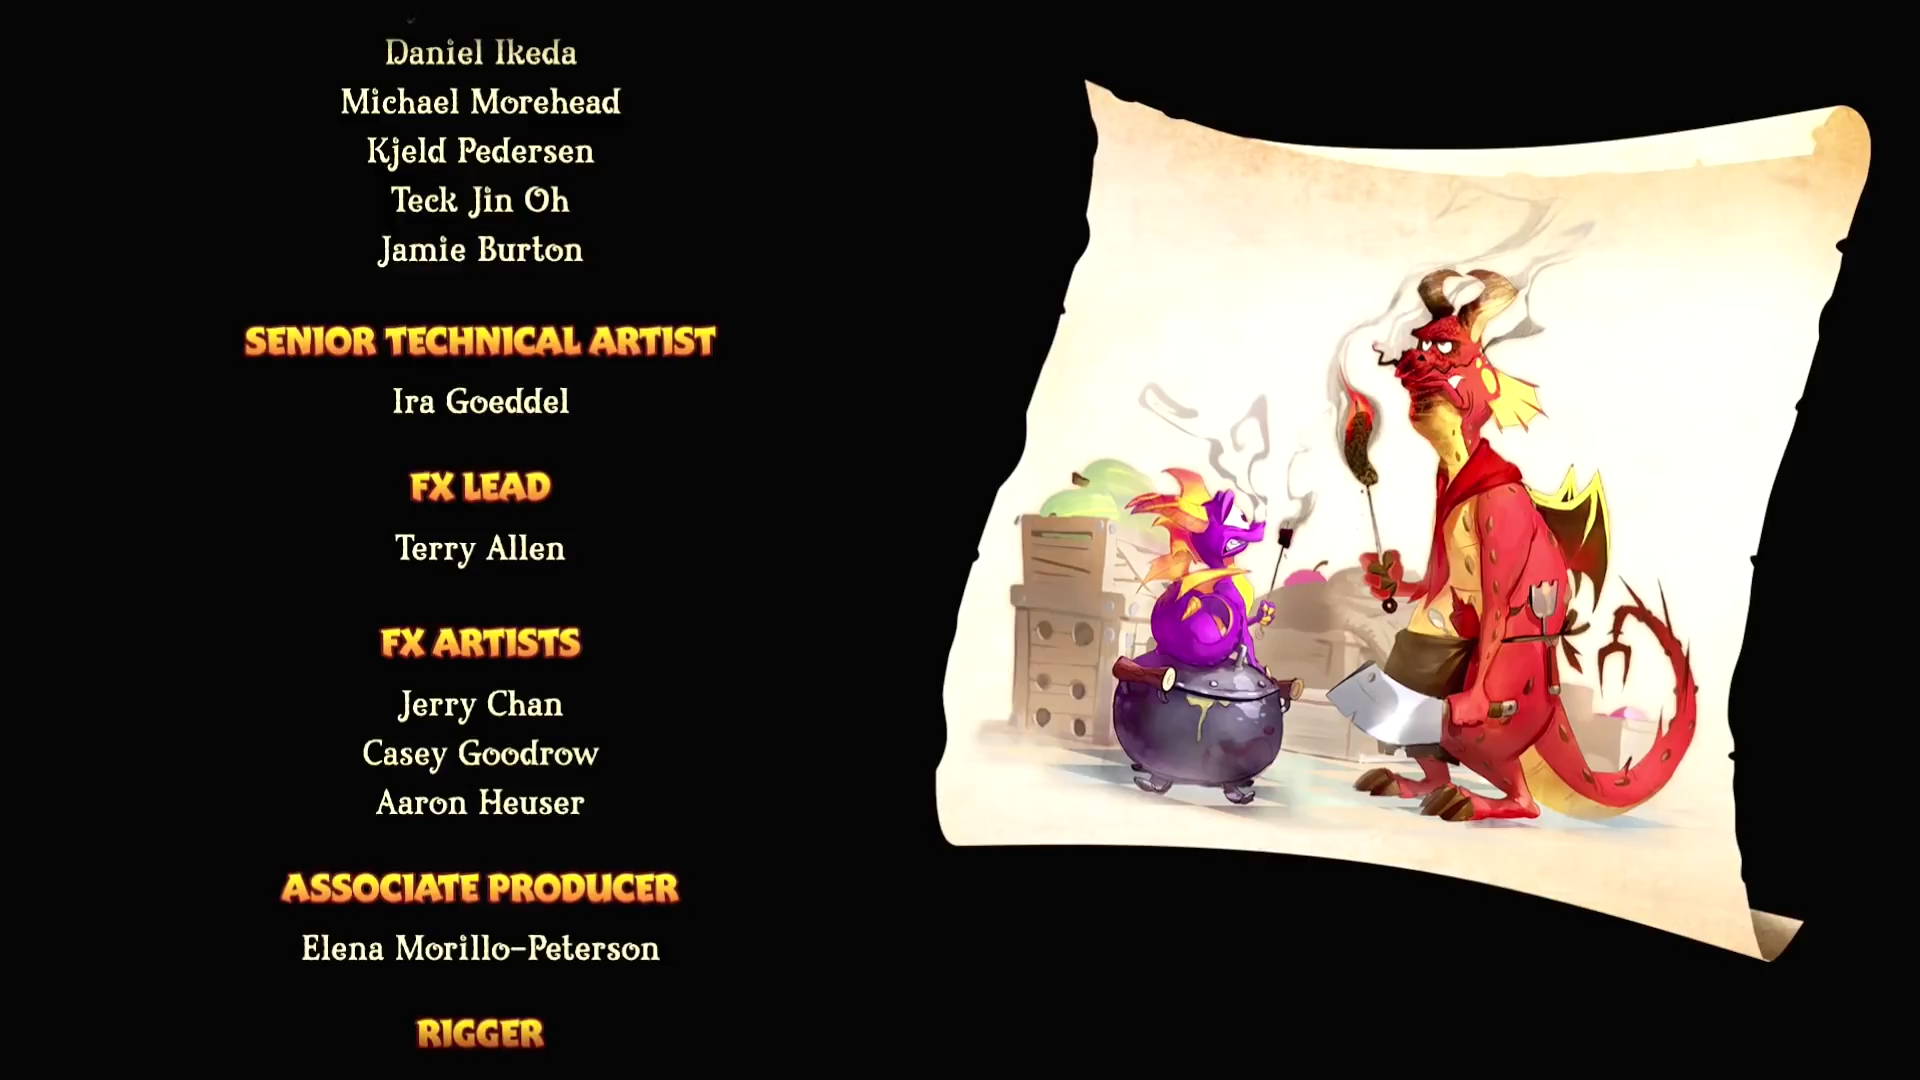 Daniel Ikeda
Michael Morehead
Kjeld Pedersen
Teck Jin Oh
Jamie Burton
SENIOR TECHNICAL ARTIST
Ira Goeddel
FX LEAD
Terry Allen
FX ARTISTS
Jerry Chan
Casey Goodrow
Aaron Heuser
ASSOCIATE PRODUCER
Elena Morillo-Peterson
RIGGER